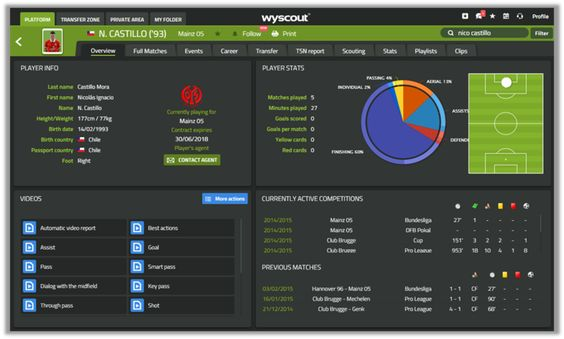 PLATFORM TRANSFER ZONE PRIVATE AREA MY FOLDER
wyscout
Profile
N. CASTILLO ('93) Mainz 05 Follow Print
nico castillo Filter
Overview Full Matches Events Career Transfer TSN report Scouting Stats Playlists Clips
PLAYER INFO
Last name Castillo Mora
First name Nicolás Ignacio
Name N. Castillo
Height/Weight 177cm / 77kg
Birth date 14/02/1993
Birth country Chile
Passport country Chile
Foot Right
Currently playing for
Mainz 05
Contract expires
30/06/2018
Player's agent
CONTACT AGENT
PLAYER STATS
Matches played 5
Minutes played 27
Goals scored 0
Goals per match 0
Yellow cards 0
Red cards 0
PASSING 4%
AERIAL 13%
INDIVIDUAL 2%
ASSISTS
DEFEND
FINISHING 60%
VIDEOS
More actions
Automatic video report Best actions
Assist Goal
Pass Smart pass
Dialog with the midfield Key pass
Through pass Shot
CURRENTLY ACTIVE COMPETITIONS
2014/2015 Mainz 05 Bundesliga 27' 1 - - - -
2014/2015 Mainz 05 DFB Pokal - - - - - -
2014/2015 Club Brugge Cup 151' 3 2 2 - 1
2014/2015 Club Brugge Pro League 953' 18 10 4 1 8
PREVIOUS MATCHES
03/02/2015 Hannover 96 - Mainz 05 Bundesliga 1 - 1 CF 27' - - -
16/01/2015 Club Brugge - Mechelen Pro League 1 - 1 CF 90' - - -
21/12/2014 Club Brugge - Genk Pro League 4 - 1 CF 68' - - -